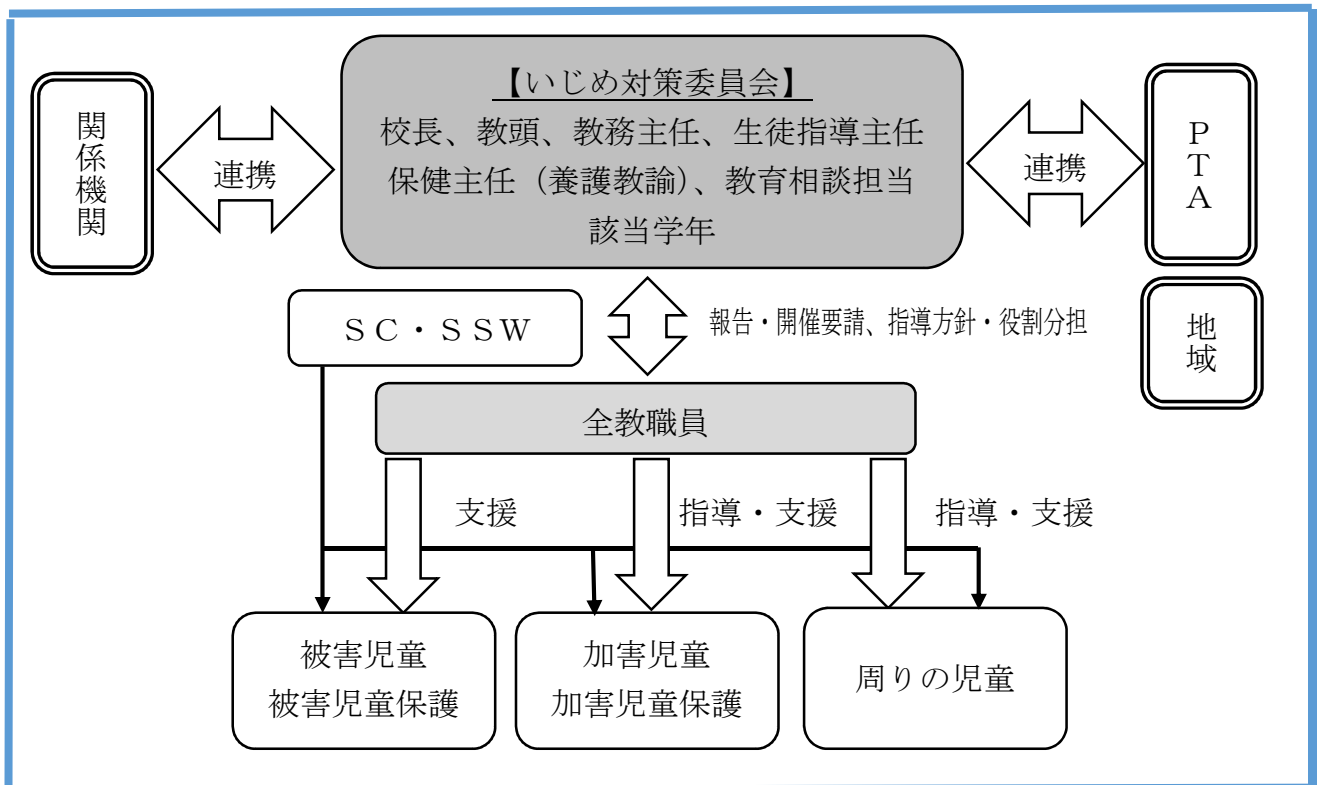 【いじめ対策委員会】
校長、教頭、教務主任、生徒指導主任
保健主任（養護教諭）、教育相談担当
該当学年
関係機関
連携
連携
ＰＴＡ
地域
ＳＣ・ＳＳＷ
報告・開催要請、指導方針・役割分担
全教職員
支援
指導・支援
指導・支援
被害児童
被害児童保護
加害児童
加害児童保護
周りの児童